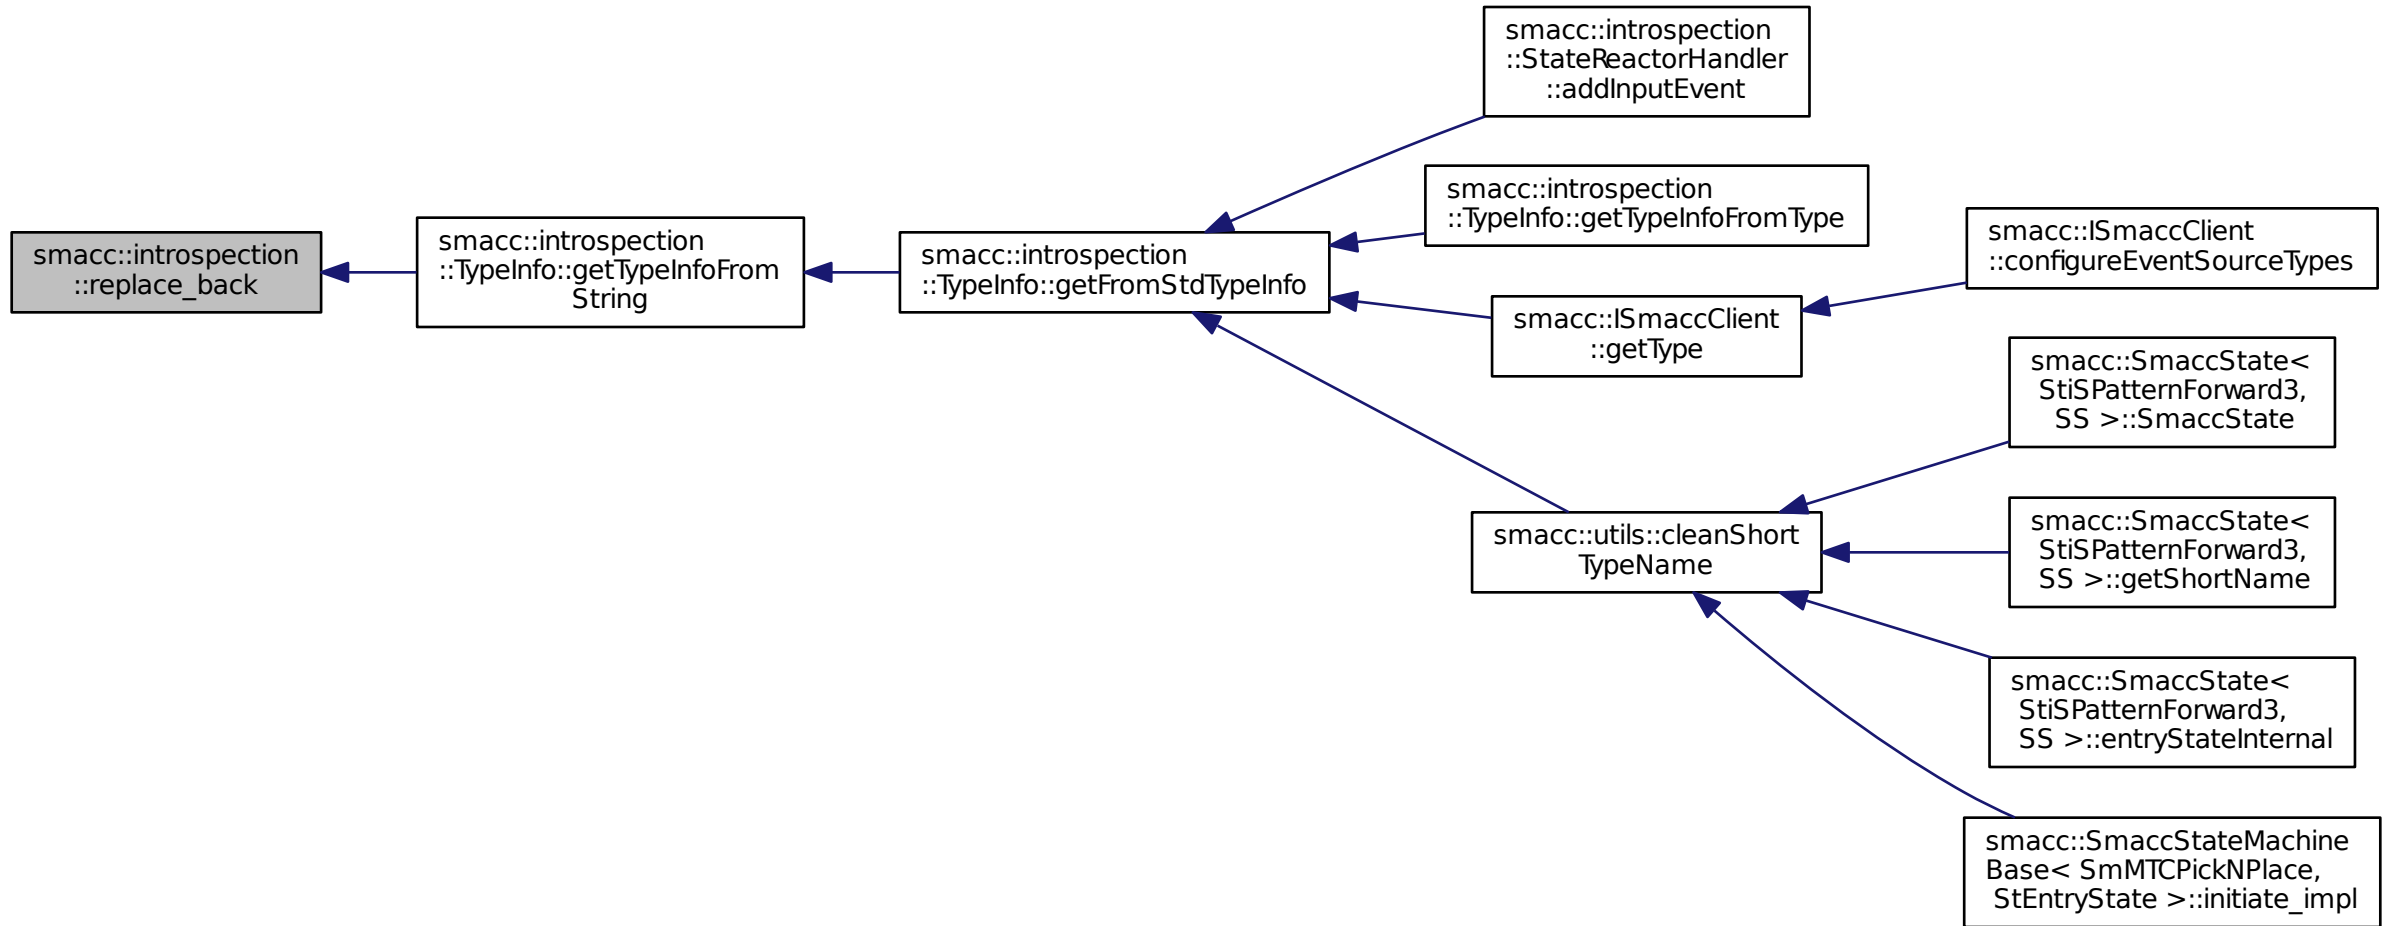 smacc::introspection
::replace_back
smacc::introspection
::TypeInfo::getTypeInfoFrom
String
smacc::introspection
::TypeInfo::getFromStdTypeInfo
smacc::introspection
::StateReactorHandler
::addInputEvent
smacc::introspection
::TypeInfo::getTypeInfoFromType
smacc::ISmaccClient
::getType
smacc::ISmaccClient
::configureEventSourceTypes
smacc::utils::cleanShort
TypeName
smacc::SmaccState<
StiSPatternForward3,
SS >::SmaccState
smacc::SmaccState<
StiSPatternForward3,
SS >::getShortName
smacc::SmaccState<
StiSPatternForward3,
SS >::entryStateInternal
smacc::SmaccStateMachine
Base< SmMTCPickNPlace,
StEntryState >::initiate_impl